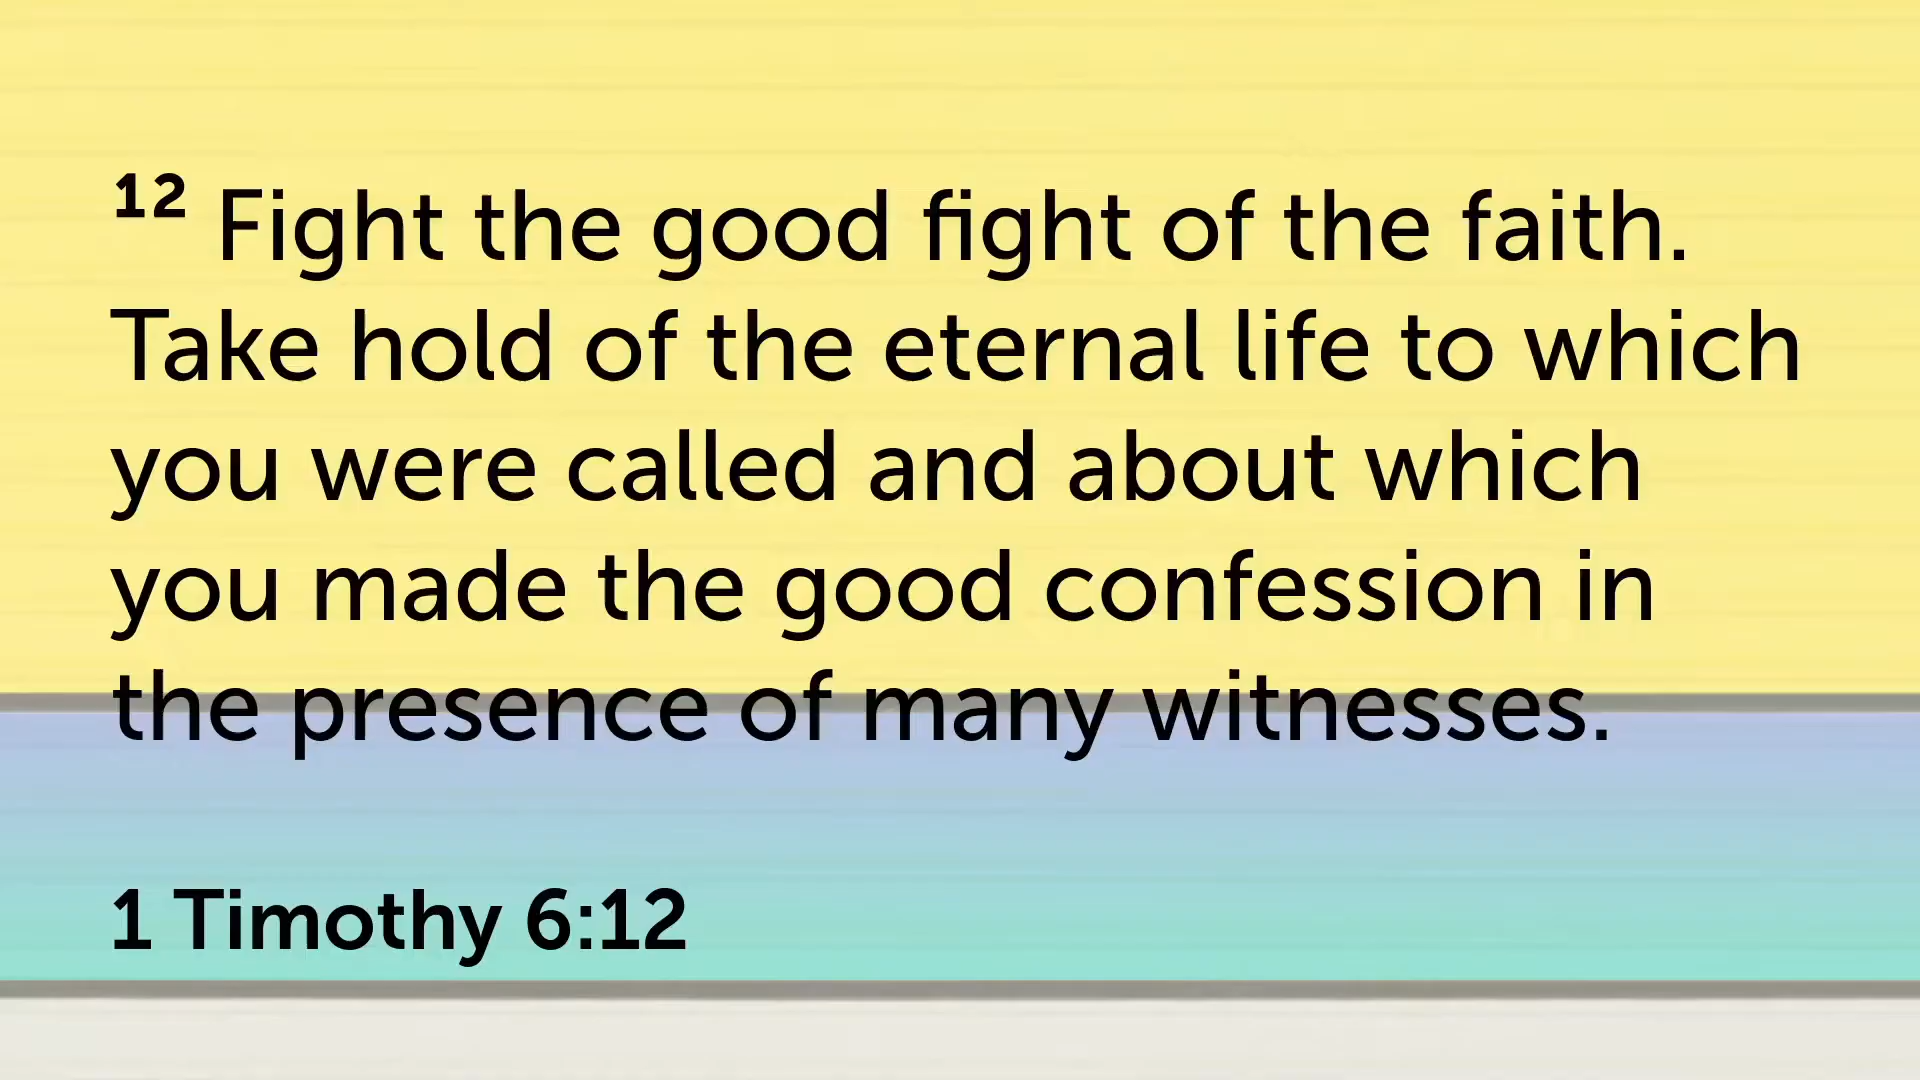 12 Fight the good fight of the faith.
Take hold of the eternal life to which
you were called and about which
you made the good confession in
the presence of many witnesses.
1 Timothy 6:12